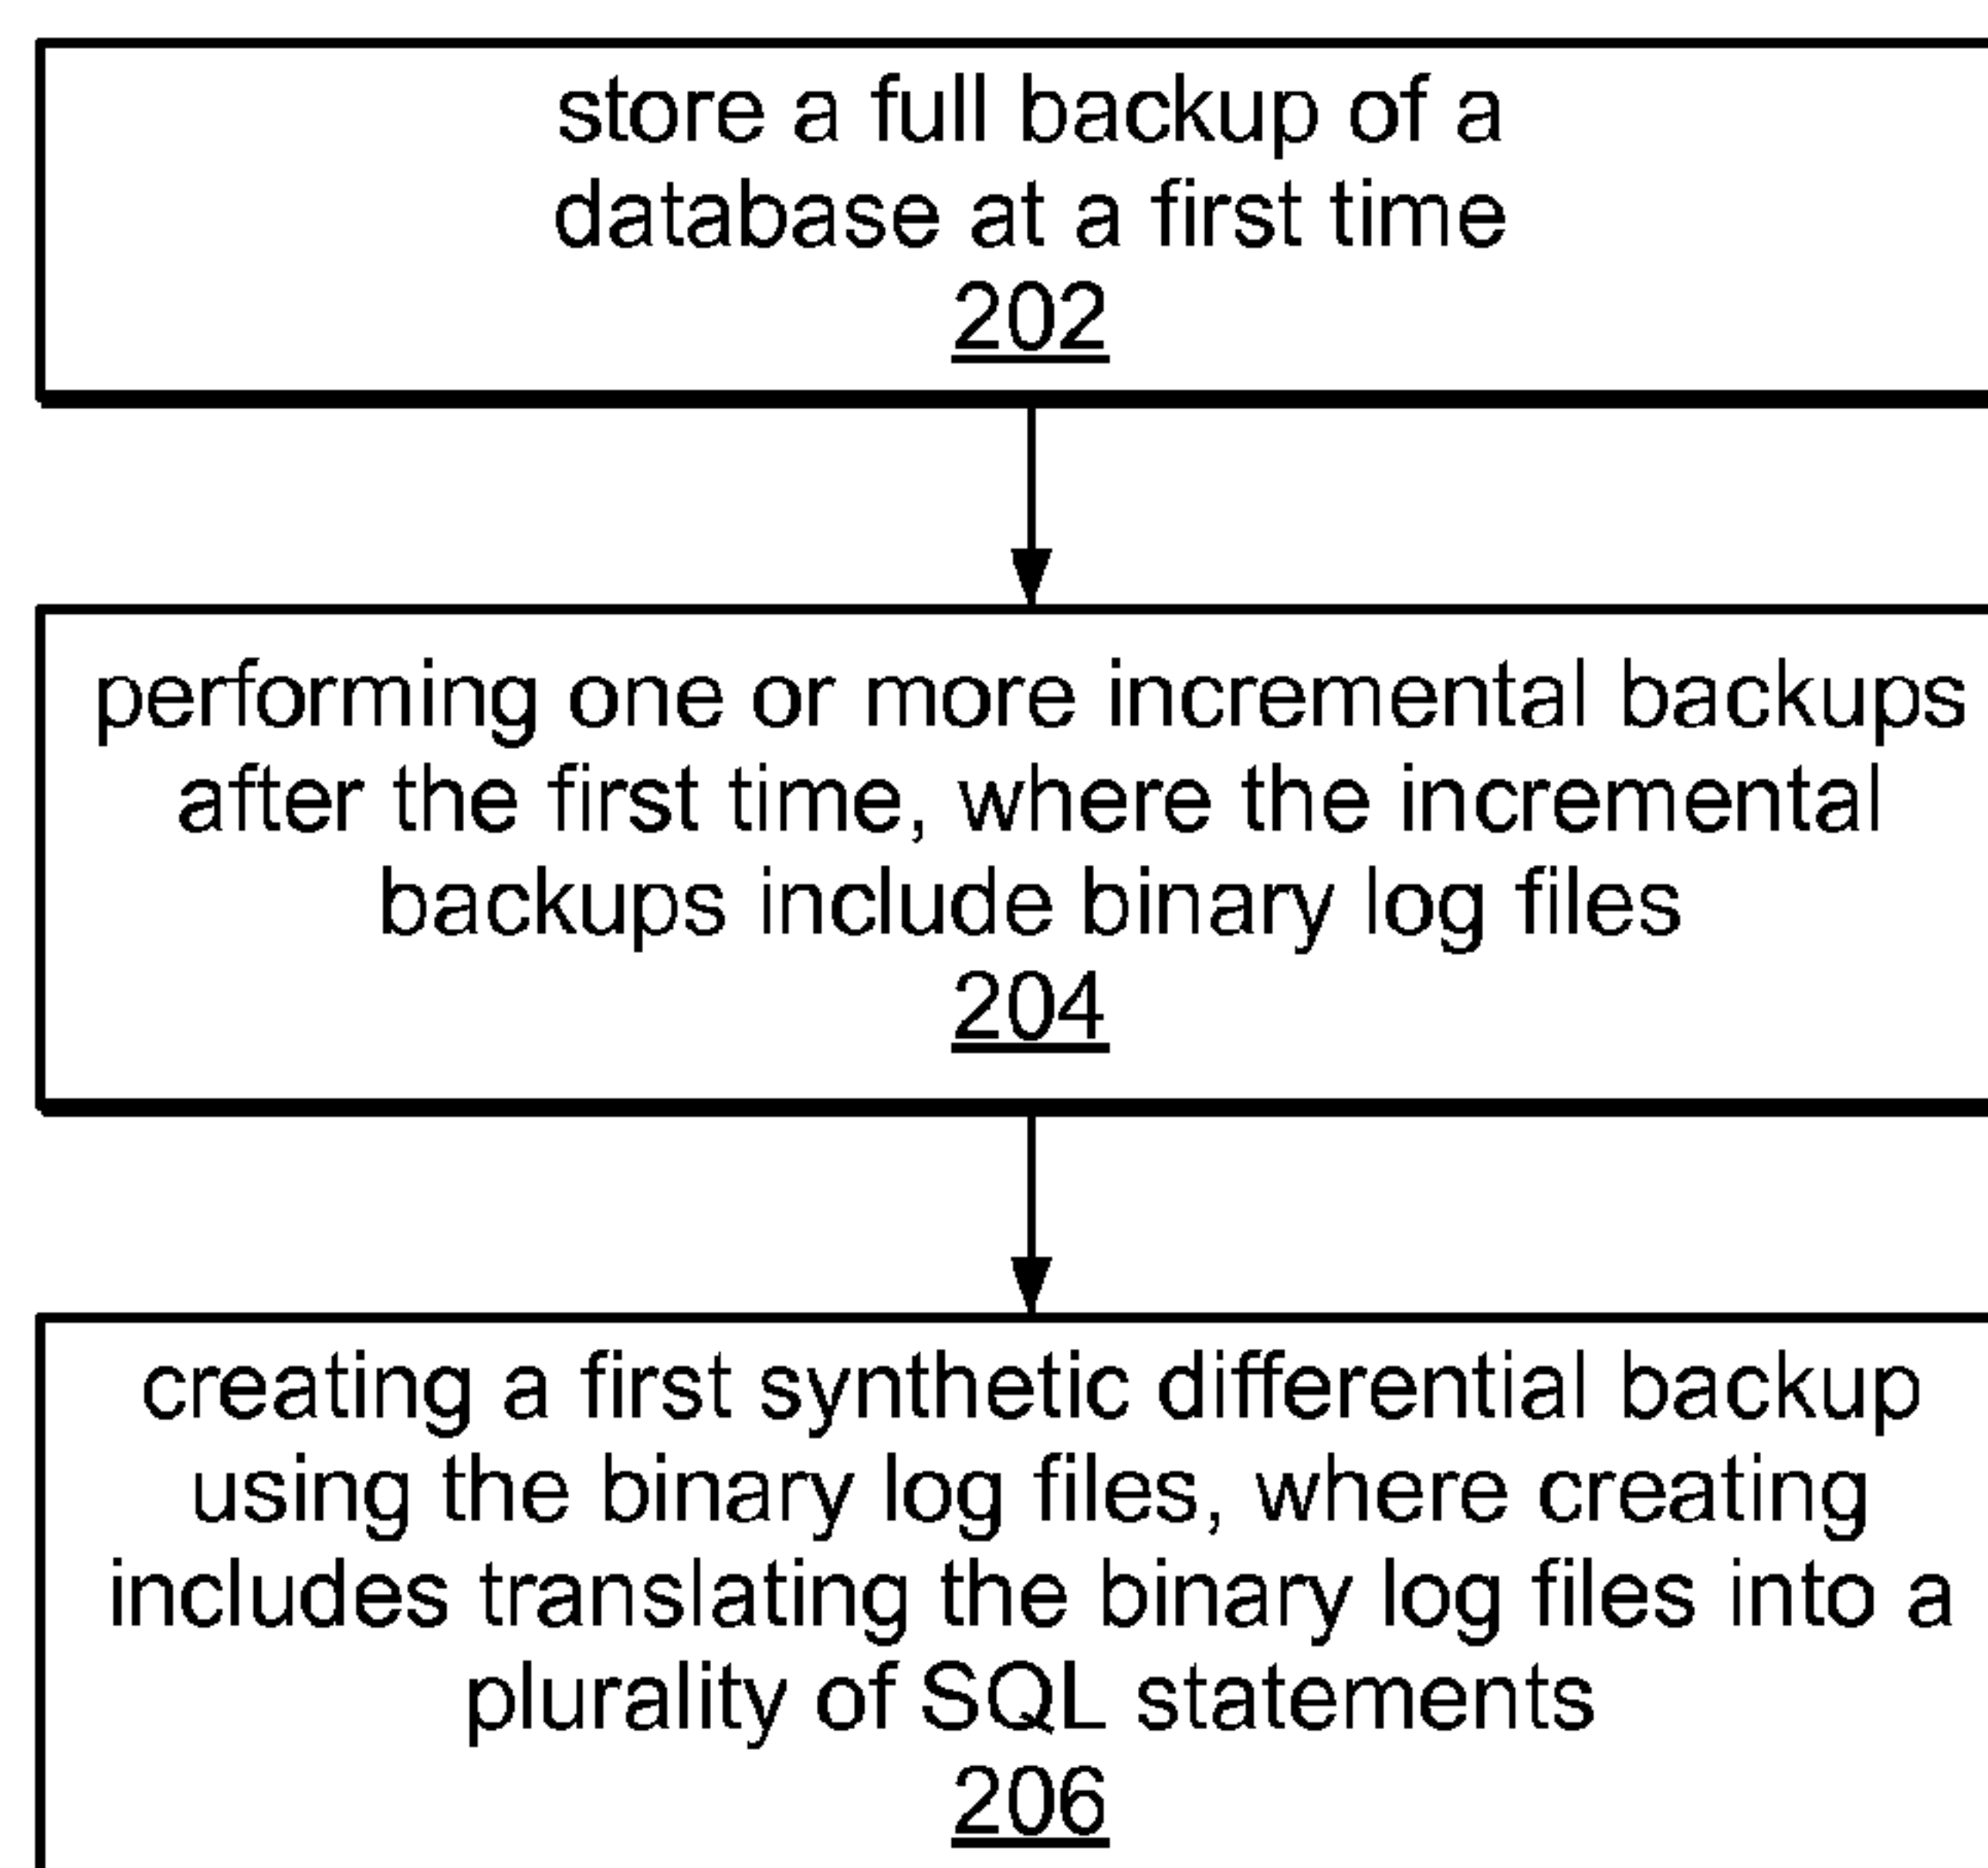 store a full backup of a
database at a first time
202
performing one or more incremental backups
after the first time, where the incremental
backups include binary log files
204
creating a first synthetic differential backup
using the binary log files, where creating
includes translating the binary log files into a
plurality of SQL statements
206